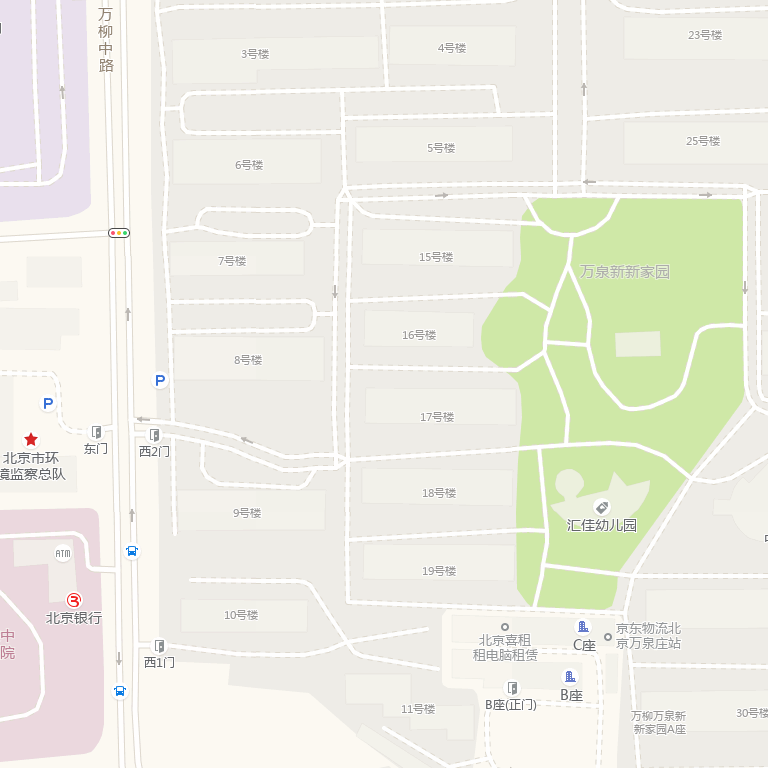 万柳中路
3号楼
4号楼
23号楼
5号楼
25号楼
6号楼
15号楼
7号楼
万泉新新家园
16号楼
8号楼
P
P
17号楼
东门
西2门
北京市环
境监察总队
18号楼
9号楼
汇佳幼儿园
ATM
19号楼
北京银行
10号楼
中
院
西1门
北京喜租
租电脑租赁
C座
京东物流北
京万泉庄站
B座
B座(正门)
11号楼
万柳万泉新
新家园A座
30号楼